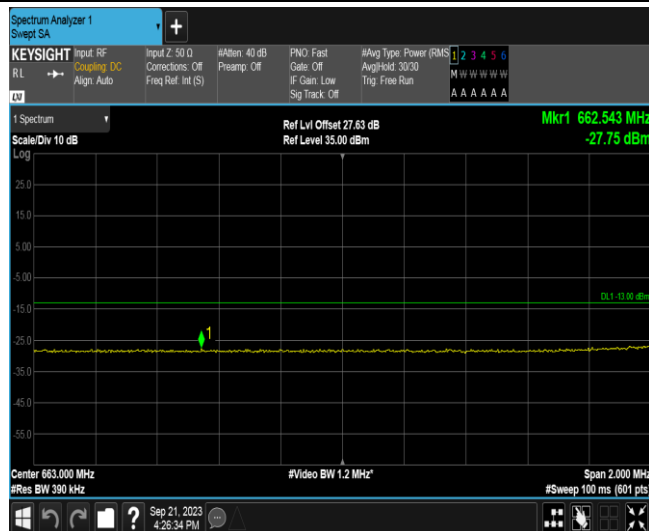 Spectrum Analyzer 1
Swept SA
KEYSIGHT
RL
LXI
Input: RF
Coupling: DC
Align: Auto
Input Z: 50 Ω
Corrections: Off
Freq Ref: Int (S)
#Atten: 40 dB
Preamp: Off
PNO: Fast
Gate: Off
IF Gain: Low
Sig Track: Off
#Avg Type: Power (RMS
Avg|Hold: 30/30
Trig: Free Run
1 2 3 4 5 6
M W W W W W
A A A A A A
1 Spectrum
Scale/Div 10 dB
Log
Ref Lvl Offset 27.63 dB
Ref Level 35.00 dBm
Mkr1 662.543 MHz
-27.75 dBm
25.0
15.0
5.00
-5.00
-15.0
-25.0
-35.0
-45.0
-55.0
DL1 -13.00 dBm
1
Center 663.000 MHz
#Res BW 390 kHz
#Video BW 1.2 MHz*
Span 2.000 MHz
#Sweep 100 ms (601 pts)
?
Sep 21, 2023
4:26:34 PM